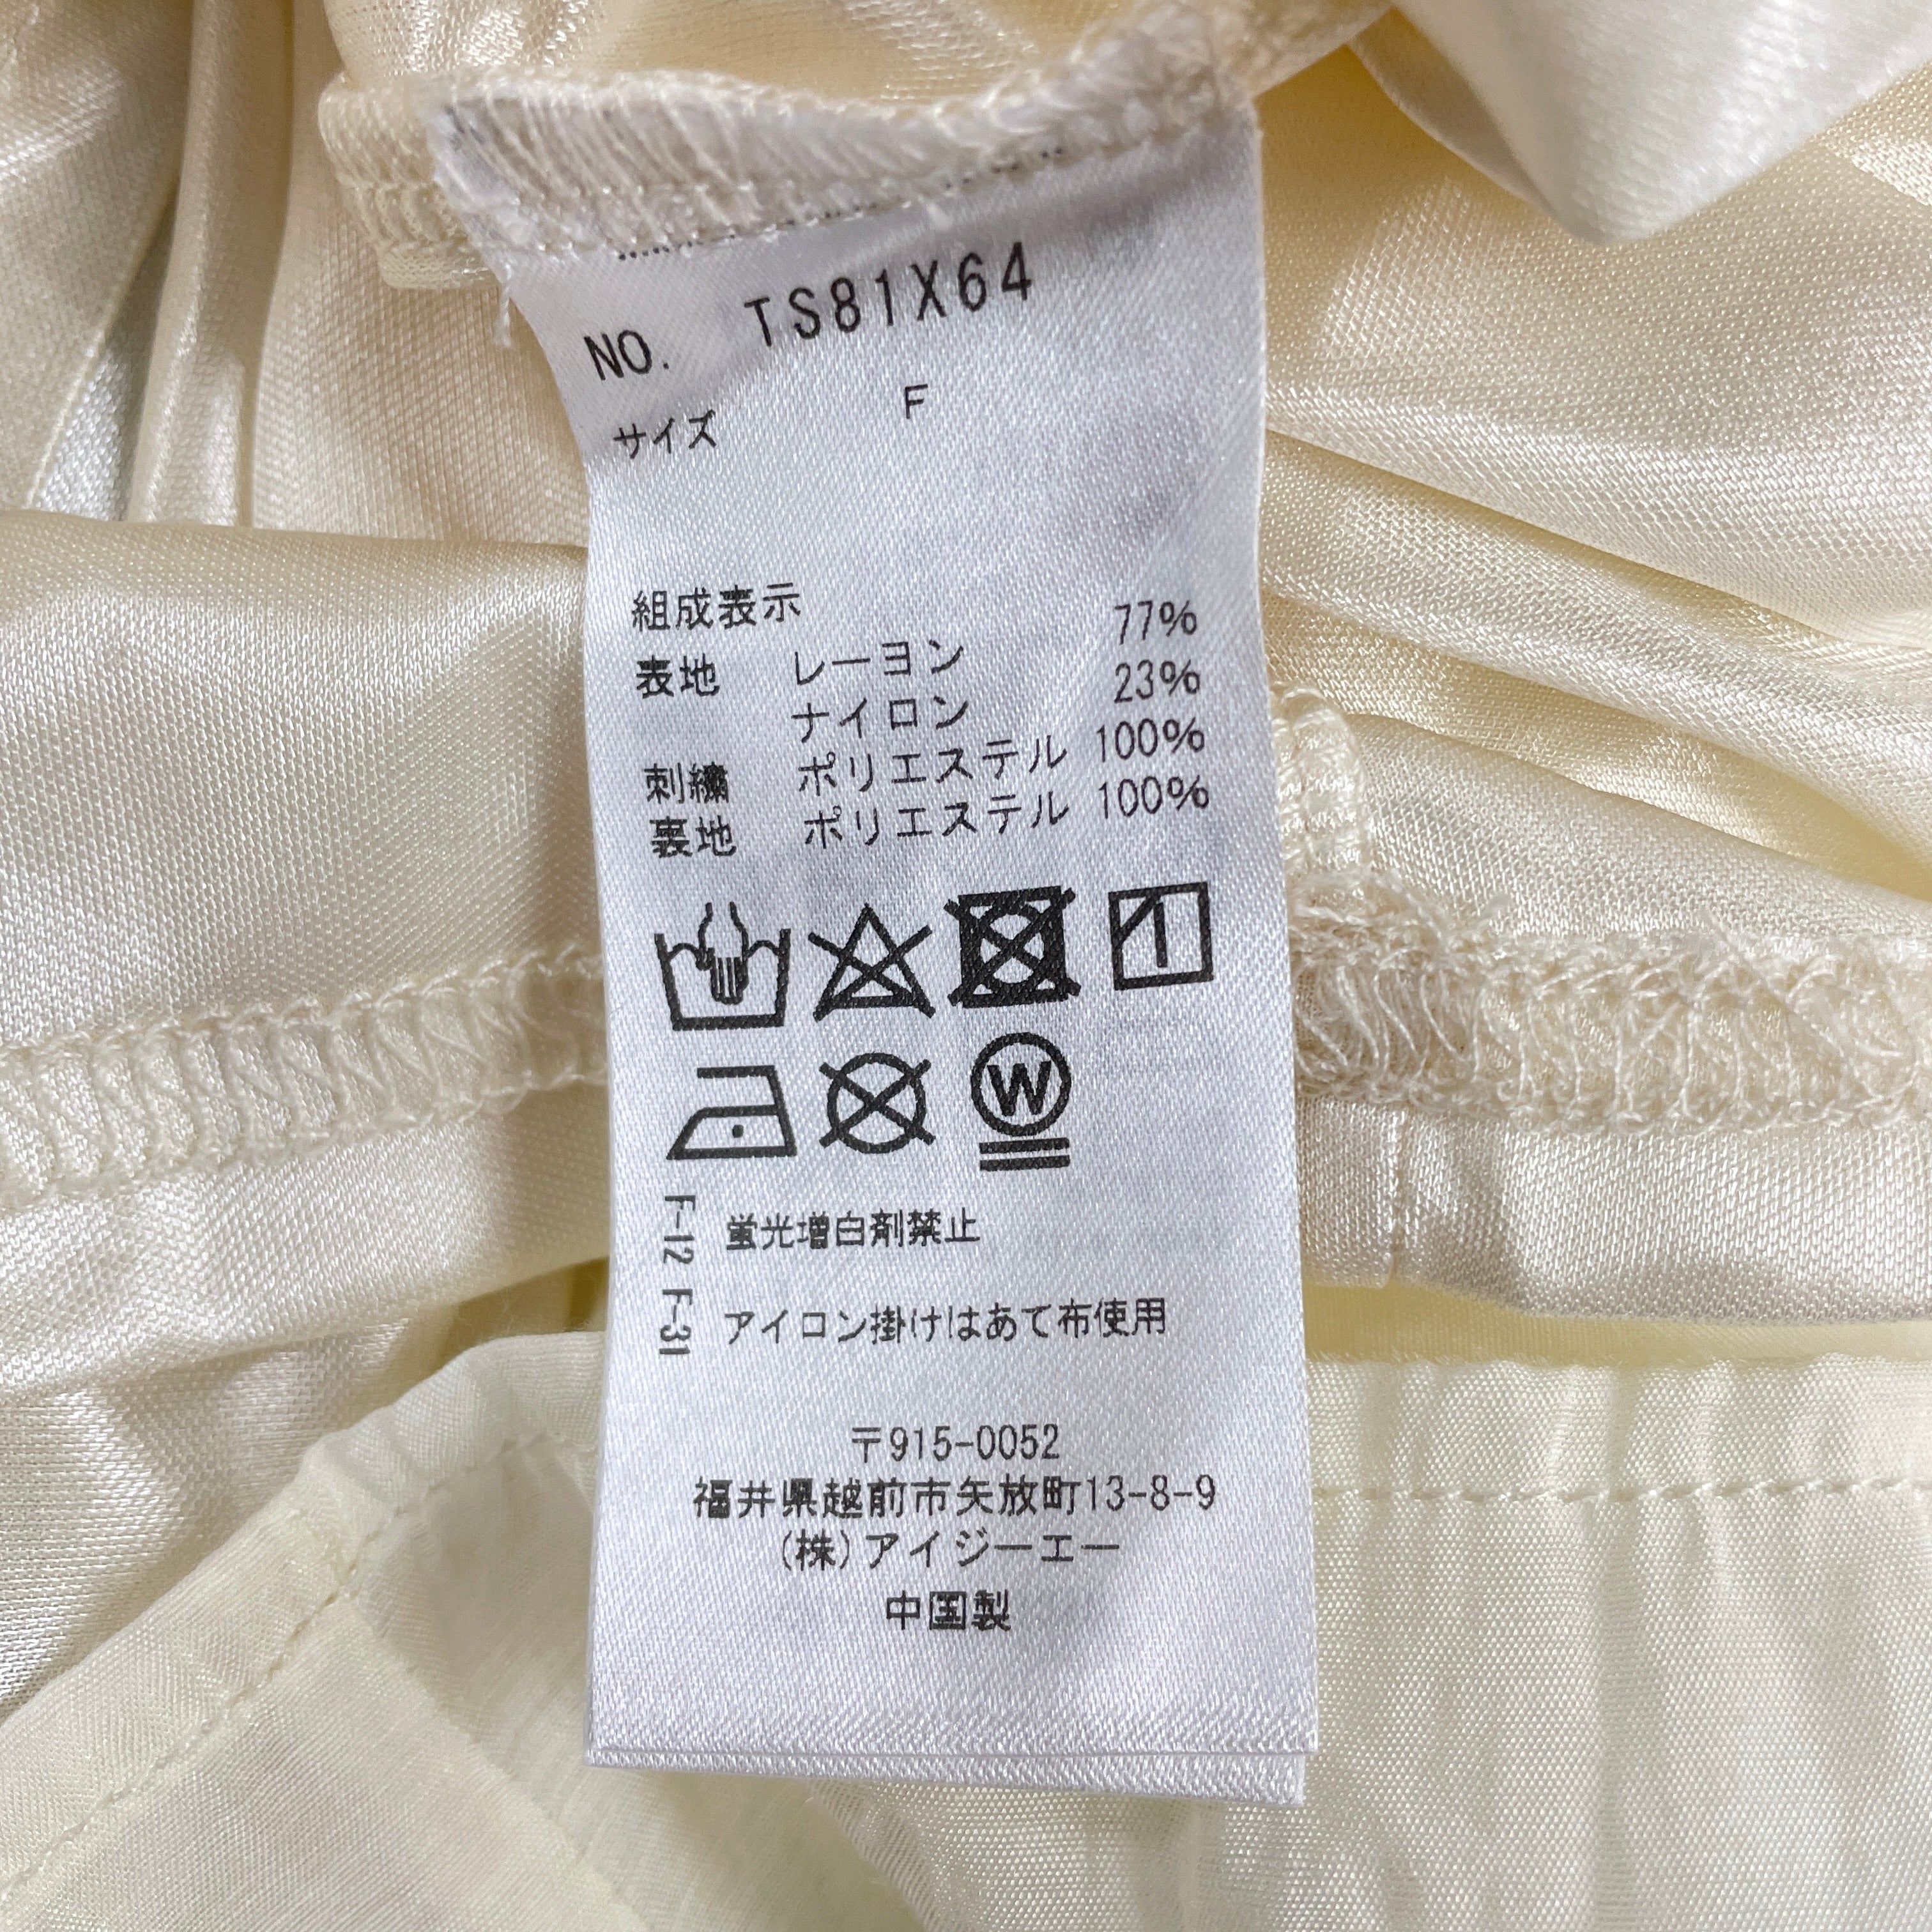 NO. TS81X64
サイズ F
組成表示
表地 レーヨン 77%
ナイロン 23%
刺繍 ポリエステル 100%
裏地 ポリエステル 100%
W
F-12 蛍光増白剤禁止
F-31 アイロン掛けはあて布使用
〒915-0052
福井県越前市矢放町13-8-9
(株)アイジーエー
中国製